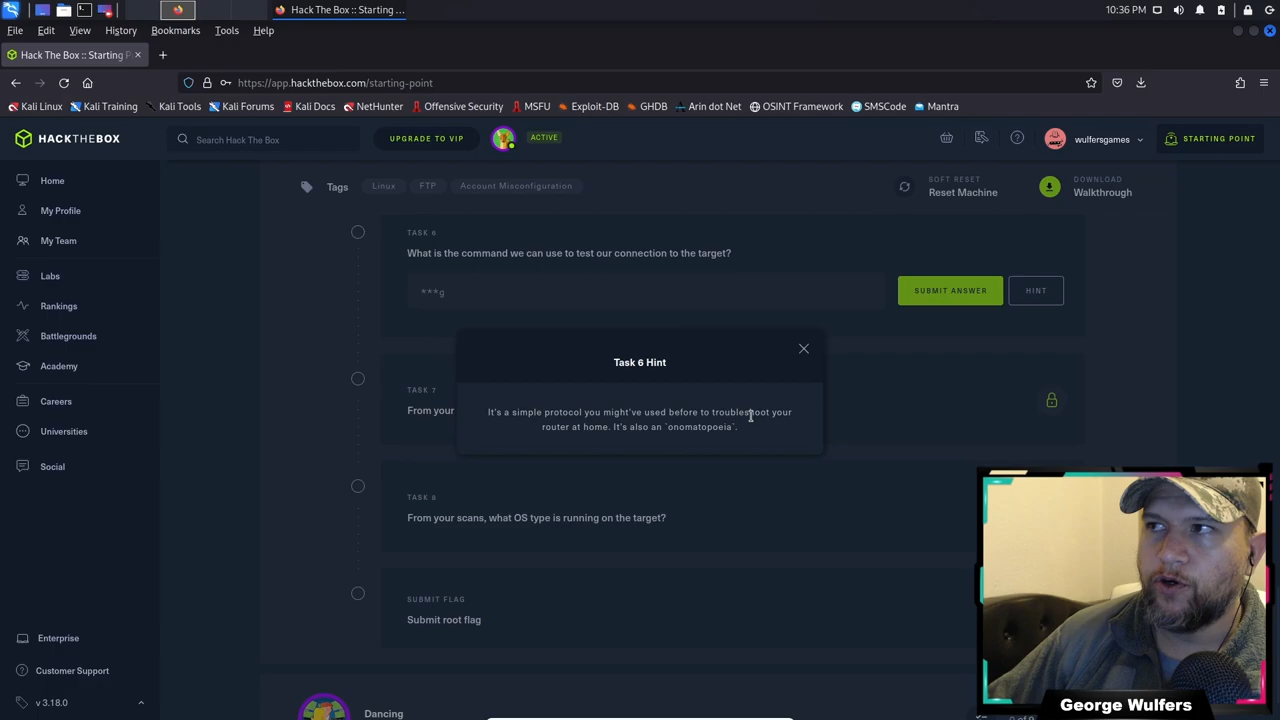 Hack The Box :: Starting ...
10:36 PM
File Edit View History Bookmarks Tools Help
Hack The Box :: Starting P
https://app.hackthebox.com/starting-point
Kali Linux Kali Training Kali Tools Kali Forums Kali Docs NetHunter Offensive Security MSFU Exploit-DB GHDB Arin dot Net OSINT Framework SMSCode Mantra
HACKTHEBOX
Search Hack The Box
UPGRADE TO VIP
ACTIVE
wulfersgames
STARTING POINT
Home
My Profile
My Team
Labs
Rankings
Battlegrounds
Academy
Careers
Universities
Social
Enterprise
Customer Support
v 3.18.0
Tags Linux FTP Account Misconfiguration
SOFT RESET
Reset Machine
DOWNLOAD
Walkthrough
TASK 6
What is the command we can use to test our connection to the target?
***g
SUBMIT ANSWER
HINT
Task 6 Hint
It's a simple protocol you might've used before to troubleshoot your
router at home. It's also an `onomatopoeia`.
TASK 7
From your
TASK 8
From your scans, what OS type is running on the target?
SUBMIT FLAG
Submit root flag
Dancing
George Wulfers